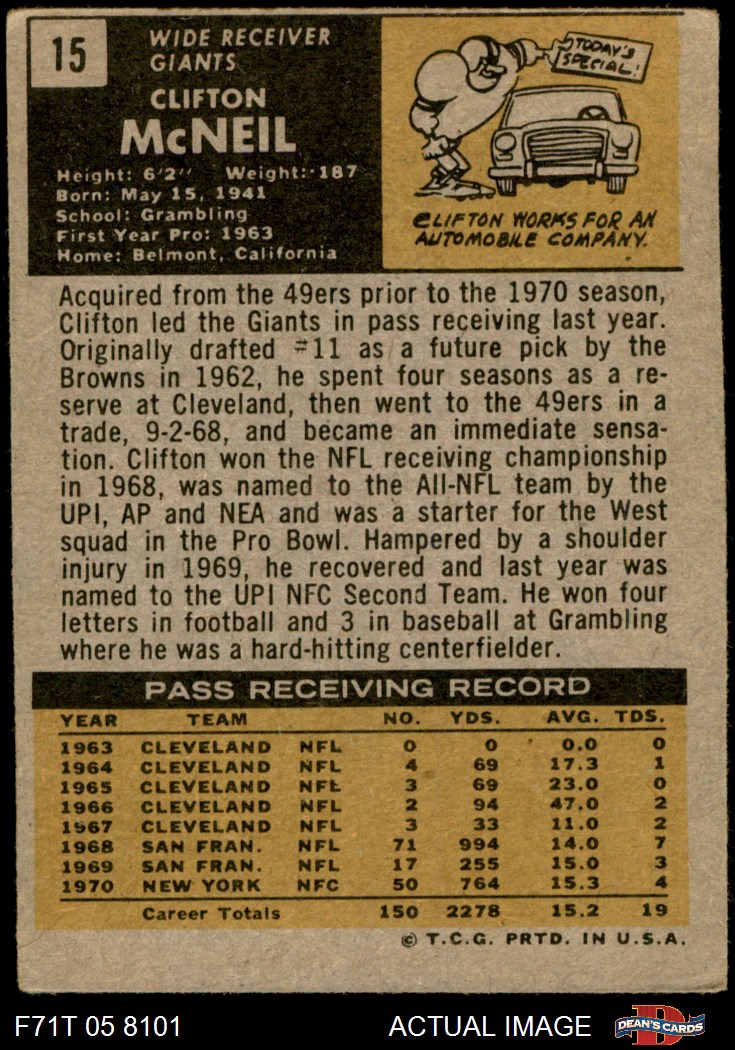 15
WIDE RECEIVER
GIANTS
CLIFTON
McNEIL
Height: 6'2" Weight: 187
Born: May 15, 1941
School: Grambling
First Year Pro: 1963
Home: Belmont, California
TODAY'S
SPECIAL!
CLIFTON WORKS FOR AN
AUTOMOBILE COMPANY.
Acquired from the 49ers prior to the 1970 season,
Clifton led the Giants in pass receiving last year.
Originally drafted #11 as a future pick by the
Browns in 1962, he spent four seasons as a re-
serve at Cleveland, then went to the 49ers in a
trade, 9-2-68, and became an immediate sensa-
tion. Clifton won the NFL receiving championship
in 1968, was named to the All-NFL team by the
UPI, AP and NEA and was a starter for the West
squad in the Pro Bowl. Hampered by a shoulder
injury in 1969, he recovered and last year was
named to the UPI NFC Second Team. He won four
letters in football and 3 in baseball at Grambling
where he was a hard-hitting centerfielder.
PASS RECEIVING RECORD
YEAR TEAM NO. YDS. AVG. TDS.
1963 CLEVELAND NFL 0 0 0.0 0
1964 CLEVELAND NFL 4 69 17.3 1
1965 CLEVELAND NFL 3 69 23.0 0
1966 CLEVELAND NFL 2 94 47.0 2
1967 CLEVELAND NFL 3 33 11.0 2
1968 SAN FRAN. NFL 71 994 14.0 7
1969 SAN FRAN. NFL 17 255 15.0 3
1970 NEW YORK NFC 50 764 15.3 4
Career Totals 150 2278 15.2 19
© T.C.G. PRTD. IN U.S.A.
F71T 05 8101 ACTUAL IMAGE D DEAN'S CARDS